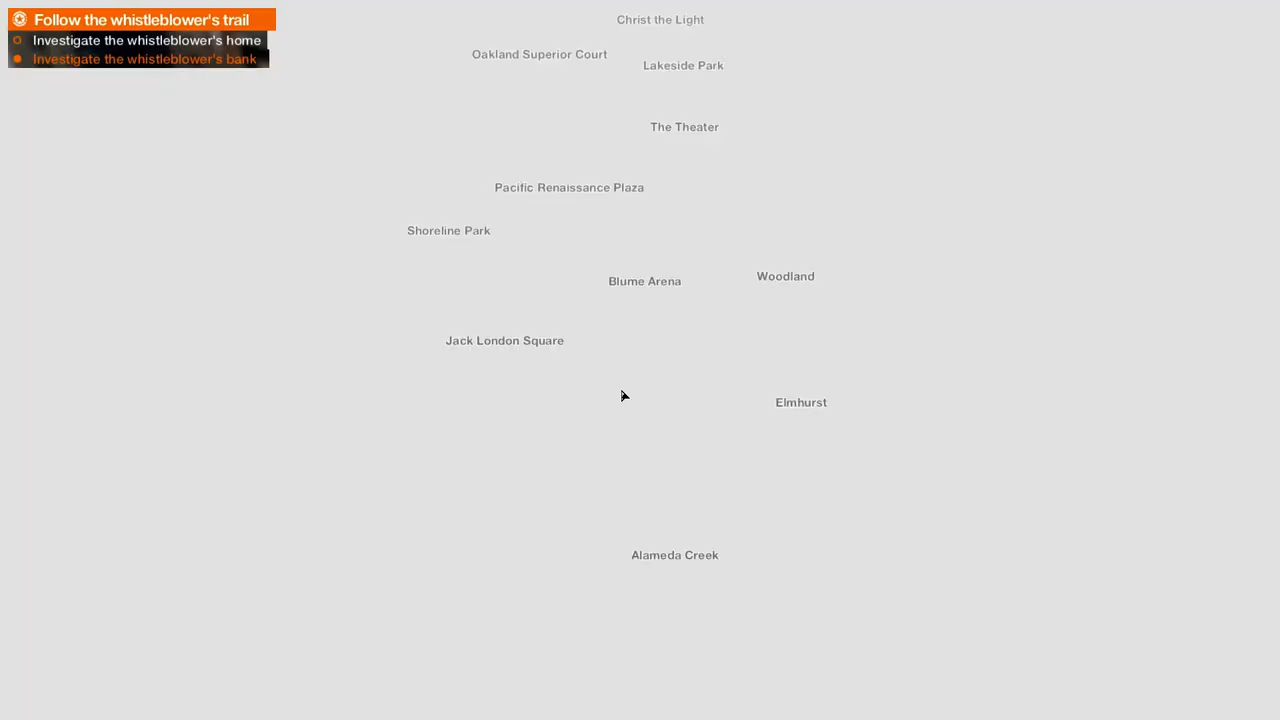 Follow the whistleblower's trail
Investigate the whistleblower's home
Investigate the whistleblower's bank
Christ the Light
Oakland Superior Court
Lakeside Park
The Theater
Pacific Renaissance Plaza
Shoreline Park
Blume Arena
Woodland
Jack London Square
Elmhurst
Alameda Creek